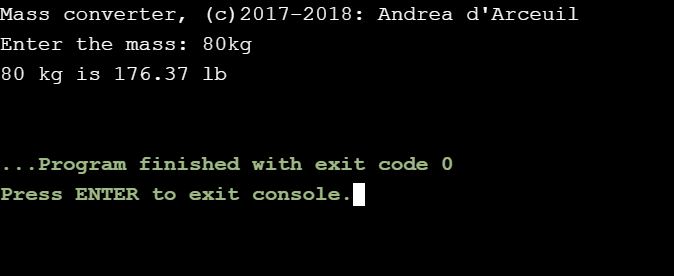 Mass converter, (c)2017-2018: Andrea d'Arceuil
Enter the mass: 80kg
80 kg is 176.37 lb
...Program finished with exit code 0
Press ENTER to exit console.